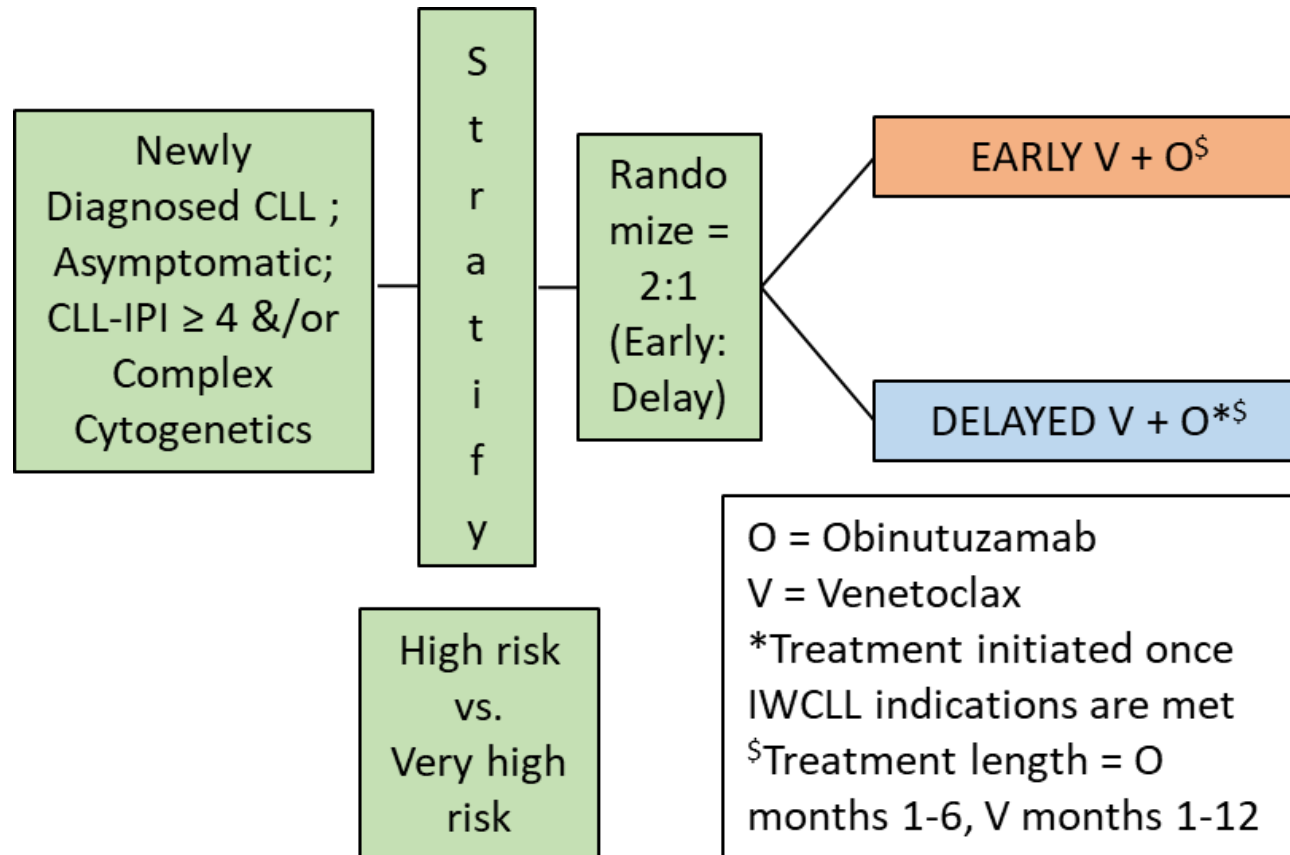 Newly
Diagnosed CLL ;
Asymptomatic;
CLL-IPI ≥ 4 &/or
Complex
Cytogenetics
S
t
r
a
t
i
f
y
High risk
vs.
Very high
risk
Rando
mize =
2:1
(Early:
Delay)
EARLY V + O$
DELAYED V + O*$
O = Obinutuzamab
V = Venetoclax
*Treatment initiated once
IWCLL indications are met
$Treatment length = O
months 1-6, V months 1-12